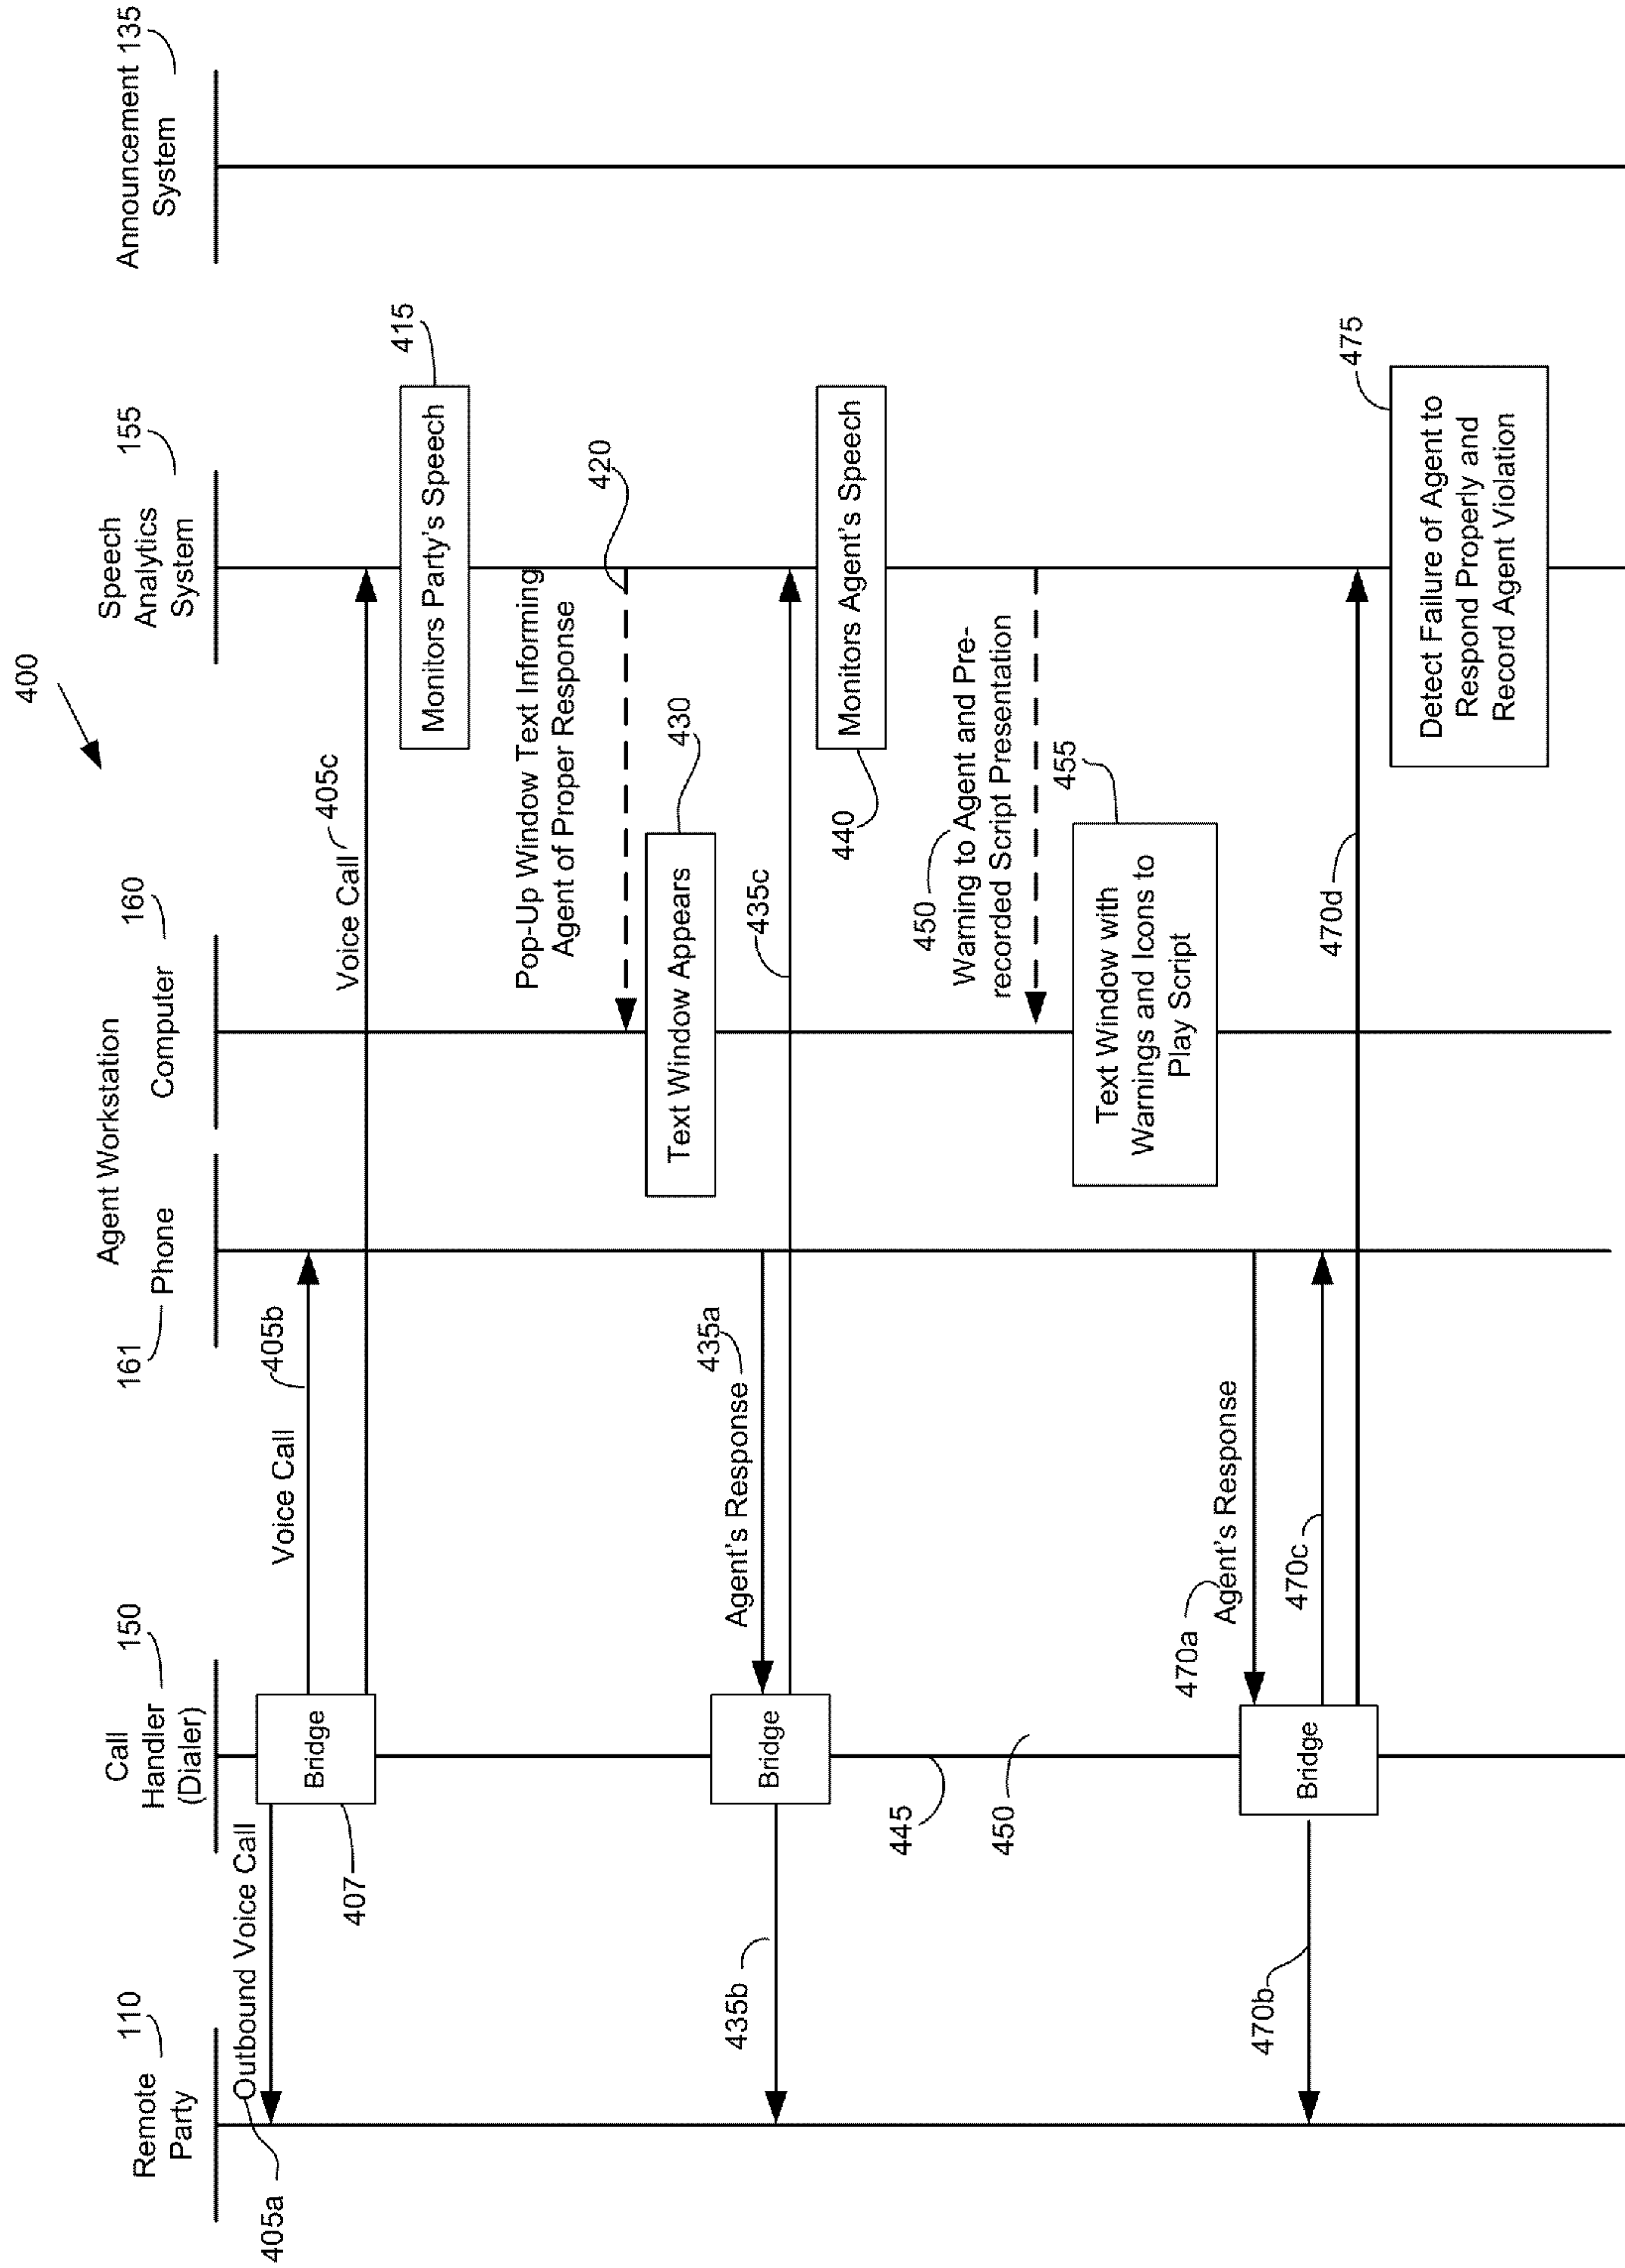 400
Remote
Party
110
Call
Handler
(Dialer)
150
Agent Workstation
161
Phone
Computer
160
Speech
Analytics
System
155
Announcement
System
135
405a
Outbound Voice Call
Bridge
407
Voice Call
405b
Voice Call
405c
Monitors Party's Speech
415
Pop-Up Window Text Informing
Agent of Proper Response
420
Text Window Appears
430
Agent's Response
435a
435b
Bridge
435c
Monitors Agent's Speech
440
445
450
450
Warning to Agent and Pre-
recorded Script Presentation
Text Window with
Warnings and Icons to
Play Script
455
470a
Agent's Response
470b
Bridge
470c
470d
Detect Failure of Agent to
Respond Properly and
Record Agent Violation
475